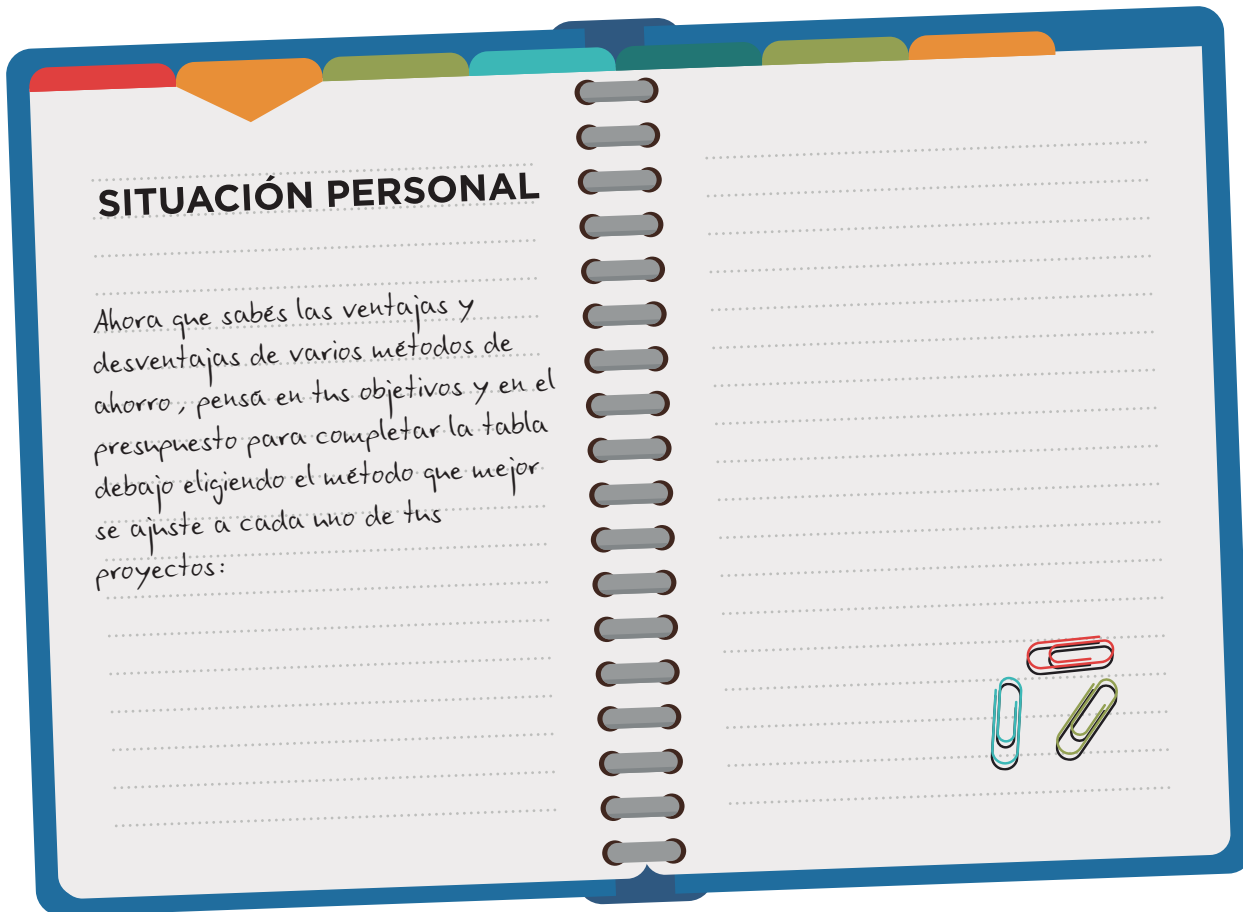 SITUACIÓN PERSONAL
Ahora que sabés las ventajas y
desventajas de varios métodos de
ahorro, pensá en tus objetivos y en el
presupuesto para completar la tabla
debajo eligiendo el método que mejor
se ajuste a cada uno de tus
proyectos: